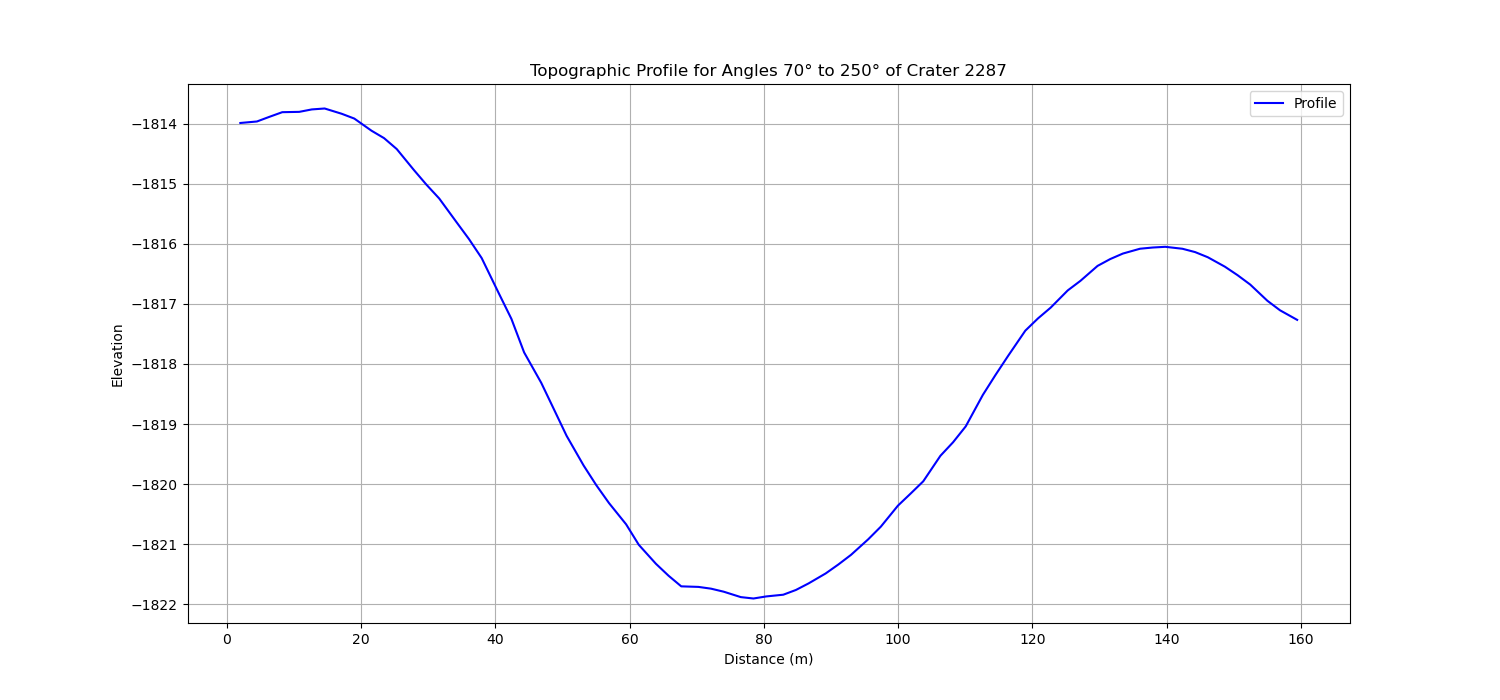 Topographic Profile for Angles 70° to 250° of Crater 2287
Profile
−1814
−1815
−1816
−1817
−1818
−1819
−1820
−1821
−1822
Elevation
0 20 40 60 80 100 120 140 160
Distance (m)